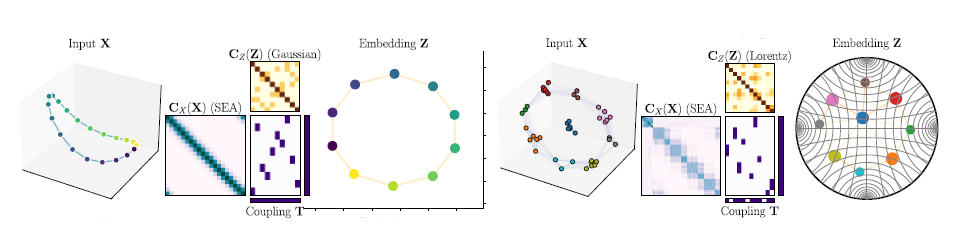 Input X
C_Z(Z) (Gaussian)
Embedding Z
C_X(X) (SEA)
Coupling T
Input X
C_Z(Z) (Lorentz)
Embedding Z
C_X(X) (SEA)
Coupling T